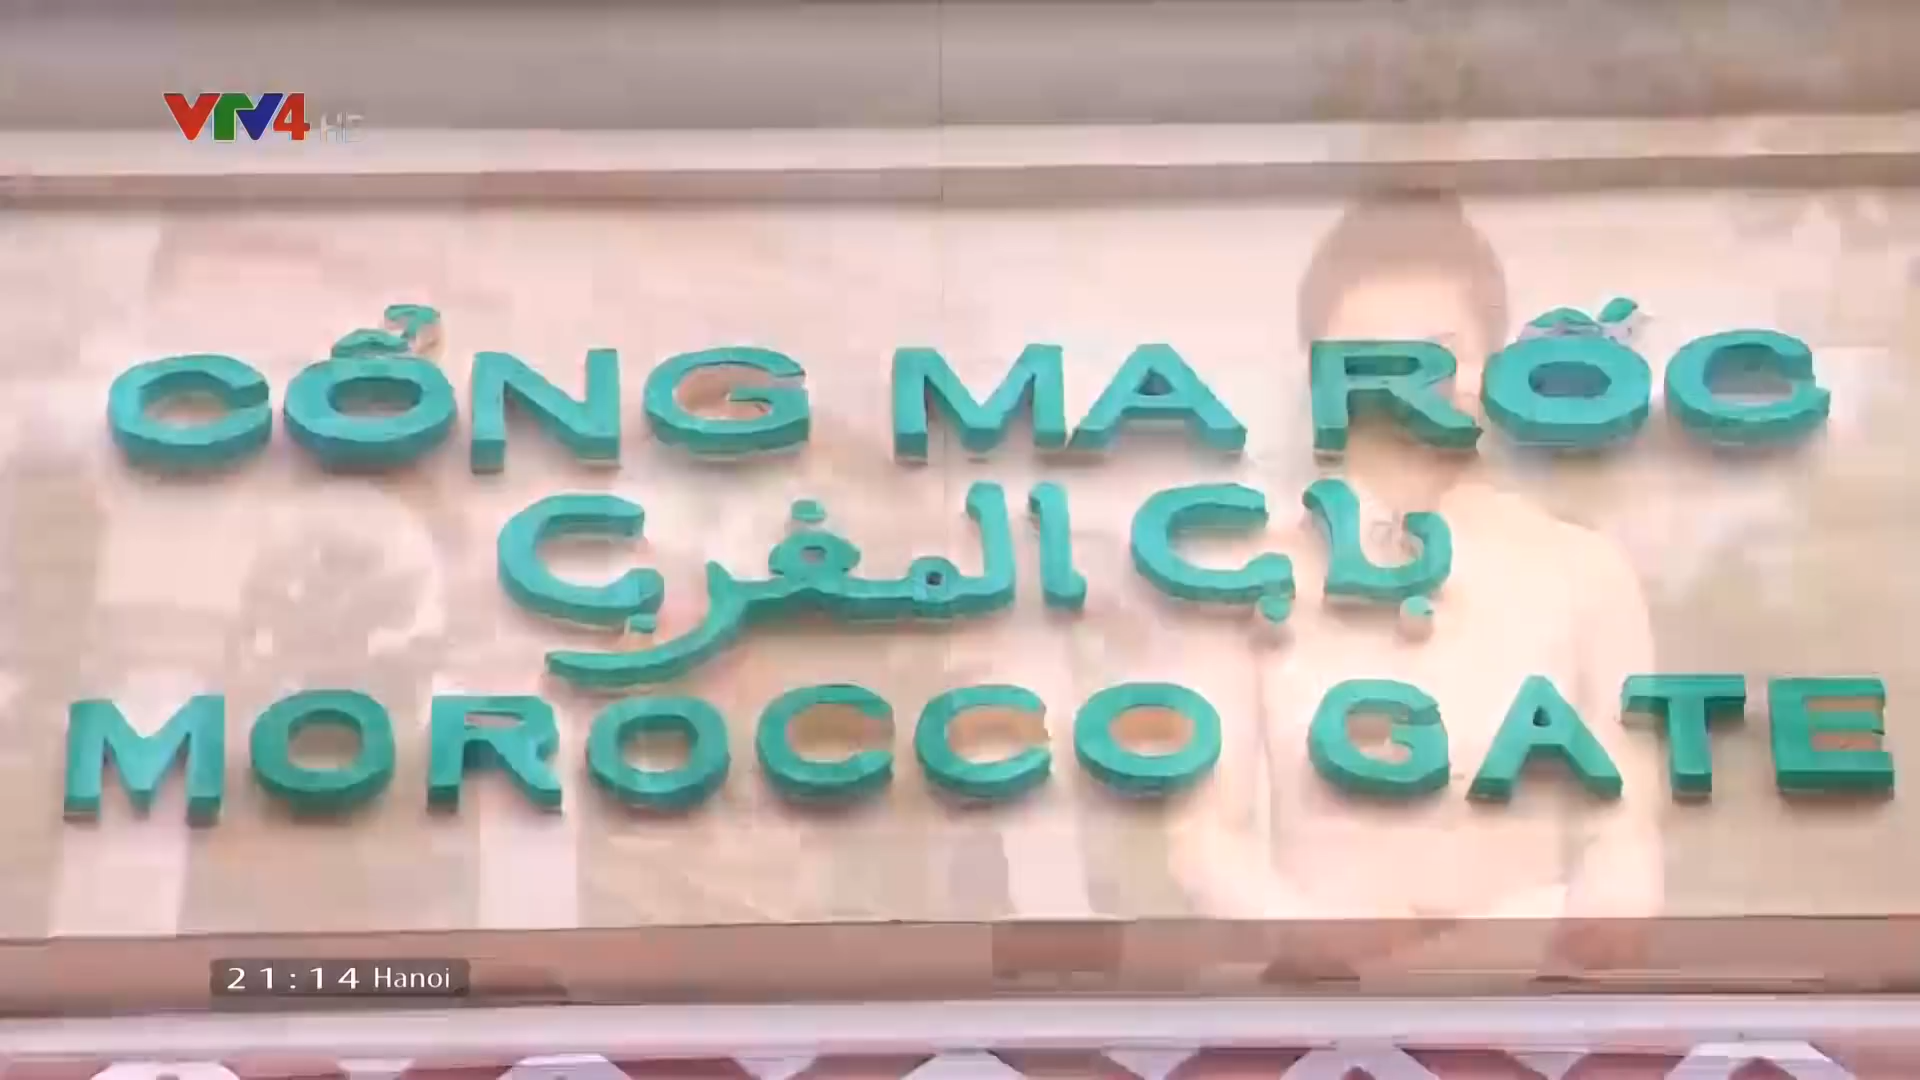 VTV4 HD
CỔNG MA RỐC
باب المغرب
MOROCCO GATE
21:14 Hanoi